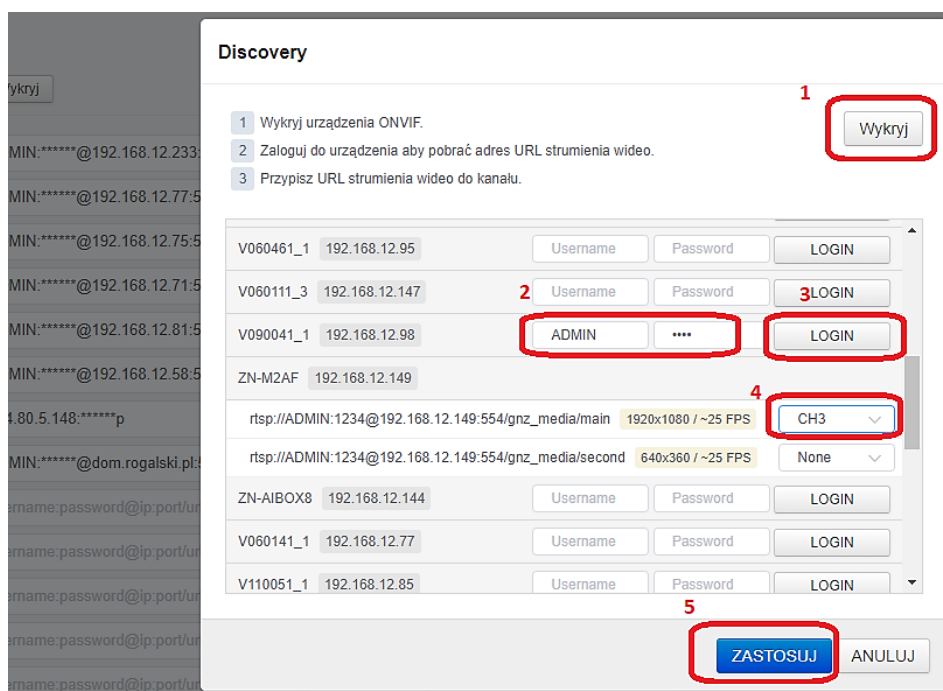 Discovery
Wykryj
1
1 Wykryj urządzenia ONVIF.
Wykryj
2 Zaloguj do urządzenia aby pobrać adres URL strumienia wideo.
3 Przypisz URL strumienia wideo do kanału.
MIN:******@192.168.12.233:
MIN:******@192.168.12.77:5
MIN:******@192.168.12.75:5
MIN:******@192.168.12.71:5
MIN:******@192.168.12.81:5
MIN:******@192.168.12.58:5
4.80.5.148:******p
MIN:******@dom.rogalski.pl:5
ername:password@ip:port/ur
ername:password@ip:port/ur
ername:password@ip:port/ur
ername:password@ip:port/ur
ername:password@ip:port/ur
V060461_1 192.168.12.95 Username Password LOGIN
V060111_3 192.168.12.147 2 Username Password 3 LOGIN
V090041_1 192.168.12.98 ADMIN •••• LOGIN
ZN-M2AF 192.168.12.149
4
rtsp://ADMIN:1234@192.168.12.149:554/gnz_media/main 1920x1080 / ~25 FPS CH3
rtsp://ADMIN:1234@192.168.12.149:554/gnz_media/second 640x360 / ~25 FPS None
ZN-AIBOX8 192.168.12.144 Username Password LOGIN
V060141_1 192.168.12.77 Username Password LOGIN
V110051_1 192.168.12.85 Username Password LOGIN
5
ZASTOSUJ ANULUJ